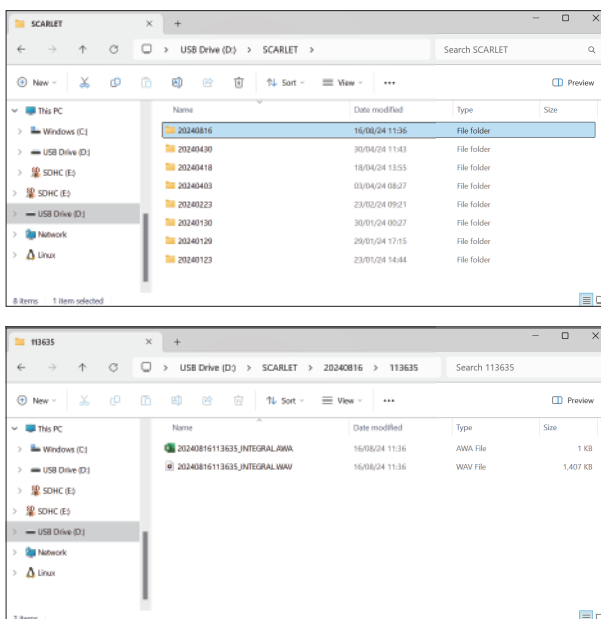 SCARLET
USB Drive (D:) > SCARLET >
Search SCARLET
New
Sort
View
Preview
Name Date modified Type Size
This PC
Windows (C:)
USB Drive (D:)
SDHC (E:)
SDHC (E:)
USB Drive (D:)
Network
Linux
20240816 16/08/24 11:36 File folder
20240430 30/04/24 11:43 File folder
20240418 18/04/24 13:55 File folder
20240403 03/04/24 08:27 File folder
20240223 23/02/24 09:21 File folder
20240130 30/01/24 00:27 File folder
20240129 29/01/24 17:15 File folder
20240123 23/01/24 14:44 File folder
8 items 1 item selected
113635
USB Drive (D:) > SCARLET > 20240816 > 113635
Search 113635
New
Sort
View
Preview
Name Date modified Type Size
This PC
Windows (C:)
USB Drive (D:)
SDHC (E:)
SDHC (E:)
USB Drive (D:)
Network
Linux
20240816113635_INTEGRAL.AWA 16/08/24 11:36 AWA File 1 KB
20240816113635_INTEGRAL.WAV 16/08/24 11:36 WAV File 1,407 KB